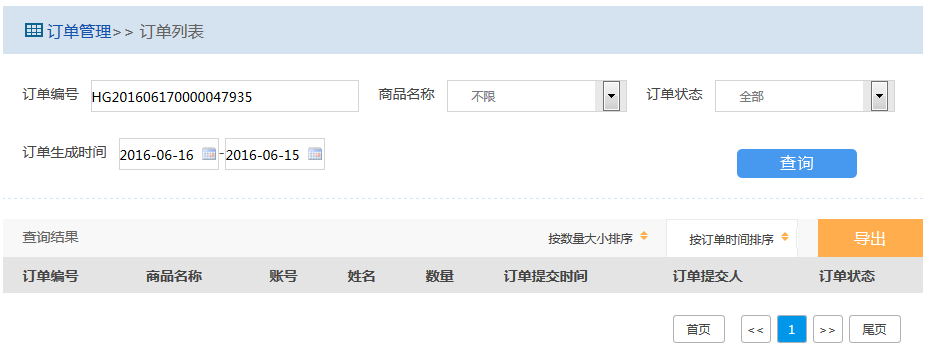 订单管理>> 订单列表
订单编号 HG201606170000047935 商品名称 不限 订单状态 全部
订单生成时间 2016-06-16 - 2016-06-15 查询
查询结果 按数量大小排序 按订单时间排序 导出
订单编号 商品名称 账号 姓名 数量 订单提交时间 订单提交人 订单状态
首页 << 1 >> 尾页